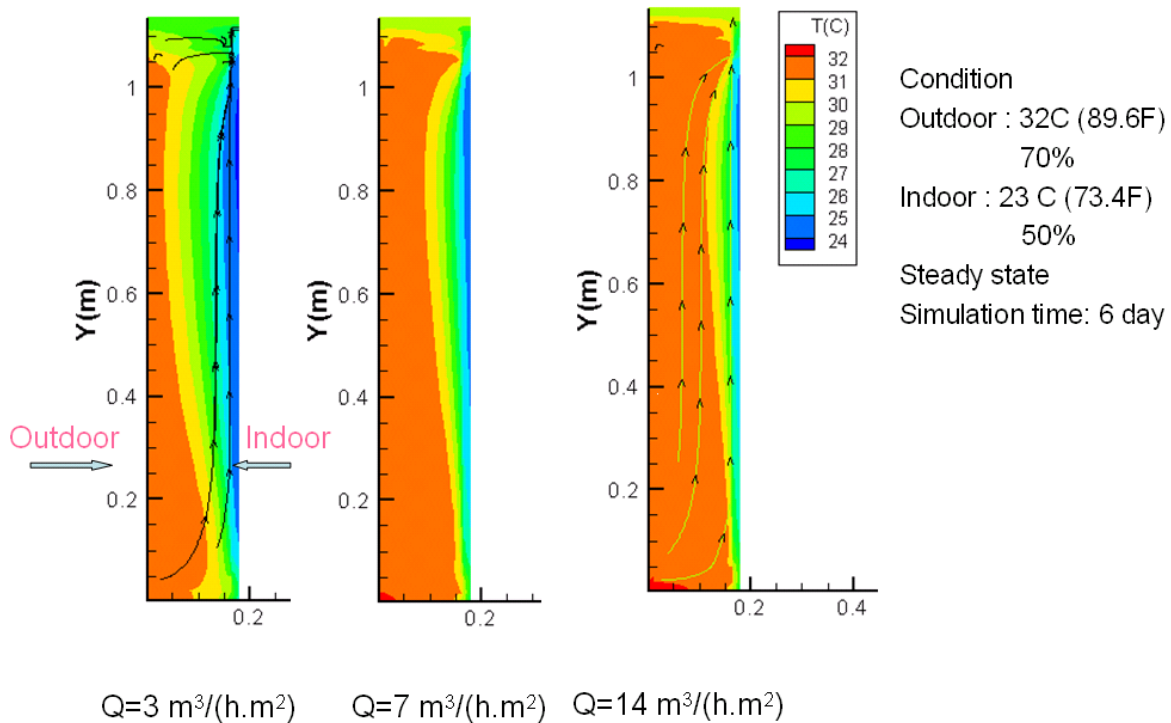 T(C)
32
31
30
29
28
27
26
25
24
Condition
Outdoor : 32C (89.6F)
70%
Indoor : 23 C (73.4F)
50%
Steady state
Simulation time: 6 day
Y(m)
1
0.8
0.6
0.4
0.2
0.2
Outdoor
Indoor
Y(m)
1
0.8
0.6
0.4
0.2
0.2
Y(m)
1
0.8
0.6
0.4
0.2
0.2
0.4
Q=3 m³/(h.m²)
Q=7 m³/(h.m²)
Q=14 m³/(h.m²)